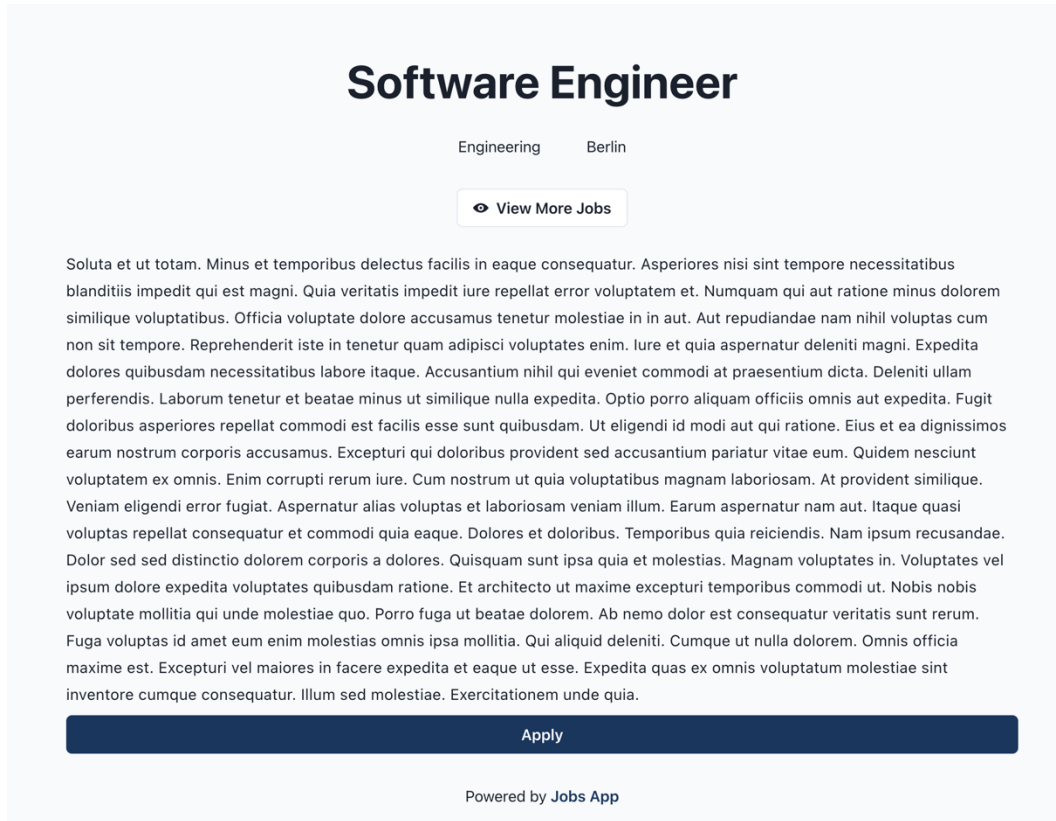 Software Engineer
Engineering Berlin
View More Jobs
Soluta et ut totam. Minus et temporibus delectus facilis in eaque consequatur. Asperiores nisi sint tempore necessitatibus
blanditiis impedit qui est magni. Quia veritatis impedit iure repellat error voluptatem et. Numquam qui aut ratione minus dolorem
similique voluptatibus. Officia voluptate dolore accusamus tenetur molestiae in in aut. Aut repudiandae nam nihil voluptas cum
non sit tempore. Reprehenderit iste in tenetur quam adipisci voluptates enim. Iure et quia aspernatur deleniti magni. Expedita
dolores quibusdam necessitatibus labore itaque. Accusantium nihil qui eveniet commodi at praesentium dicta. Deleniti ullam
perferendis. Laborum tenetur et beatae minus ut similique nulla expedita. Optio porro aliquam officiis omnis aut expedita. Fugit
doloribus asperiores repellat commodi est facilis esse sunt quibusdam. Ut eligendi id modi aut qui ratione. Eius et ea dignissimos
earum nostrum corporis accusamus. Excepturi qui doloribus provident sed accusantium pariatur vitae eum. Quidem nesciunt
voluptatem ex omnis. Enim corrupti rerum iure. Cum nostrum ut quia voluptatibus magnam laboriosam. At provident similique.
Veniam eligendi error fugiat. Aspernatur alias voluptas et laboriosam veniam illum. Earum aspernatur nam aut. Itaque quasi
voluptas repellat consequatur et commodi quia eaque. Dolores et doloribus. Temporibus quia reiciendis. Nam ipsum recusandae.
Dolor sed sed distinctio dolorem corporis a dolores. Quisquam sunt ipsa quia et molestias. Magnam voluptates in. Voluptates vel
ipsum dolore expedita voluptates quibusdam ratione. Et architecto ut maxime excepturi temporibus commodi ut. Nobis nobis
voluptate mollitia qui unde molestiae quo. Porro fuga ut beatae dolorem. Ab nemo dolor est consequatur veritatis sunt rerum.
Fuga voluptas id amet eum enim molestias omnis ipsa mollitia. Qui aliquid deleniti. Cumque ut nulla dolorem. Omnis officia
maxime est. Excepturi vel maiores in facere expedita et eaque ut esse. Expedita quas ex omnis voluptatum molestiae sint
inventore cumque consequatur. Illum sed molestiae. Exercitationem unde quia.
Apply
Powered by Jobs App